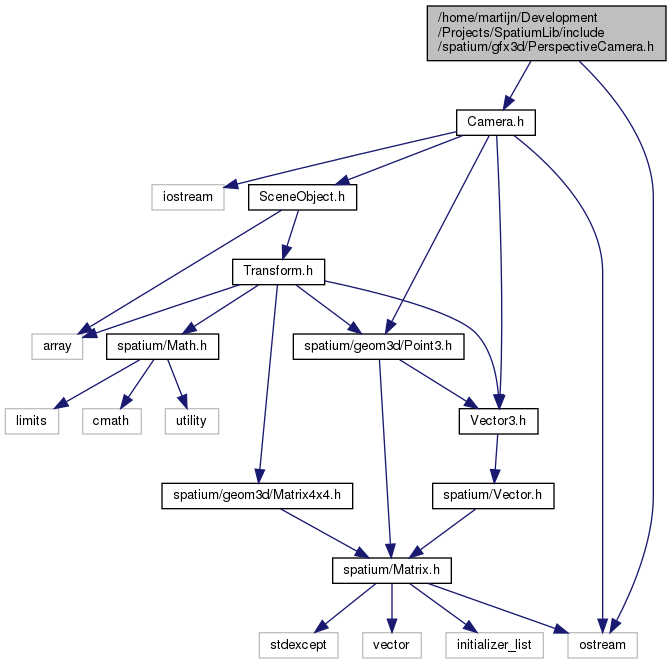 /home/martijn/Development
/Projects/SpatiumLib/include
/spatium/gfx3d/PerspectiveCamera.h
Camera.h
iostream
SceneObject.h
Transform.h
array
spatium/Math.h
spatium/geom3d/Point3.h
limits
cmath
utility
Vector3.h
spatium/geom3d/Matrix4x4.h
spatium/Vector.h
spatium/Matrix.h
stdexcept
vector
initializer_list
ostream